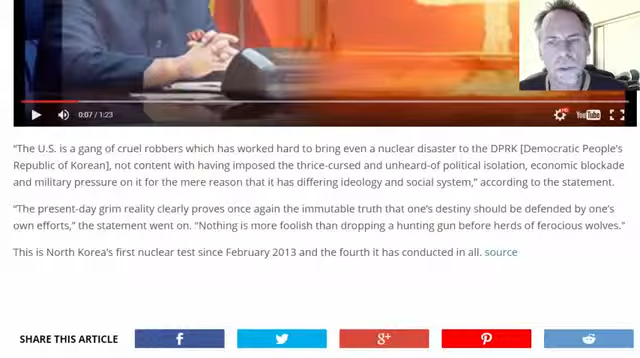 0:07 / 1:23
HD
YouTube
“The U.S. is a gang of cruel robbers which has worked hard to bring even a nuclear disaster to the DPRK [Democratic People’s
Republic of Korean], not content with having imposed the thrice-cursed and unheard-of political isolation, economic blockade
and military pressure on it for the mere reason that it has differing ideology and social system,” according to the statement.
“The present-day grim reality clearly proves once again the immutable truth that one’s destiny should be defended by one’s
own efforts,” the statement went on. “Nothing is more foolish than dropping a hunting gun before herds of ferocious wolves.”
This is North Korea’s first nuclear test since February 2013 and the fourth it has conducted in all. source
SHARE THIS ARTICLE